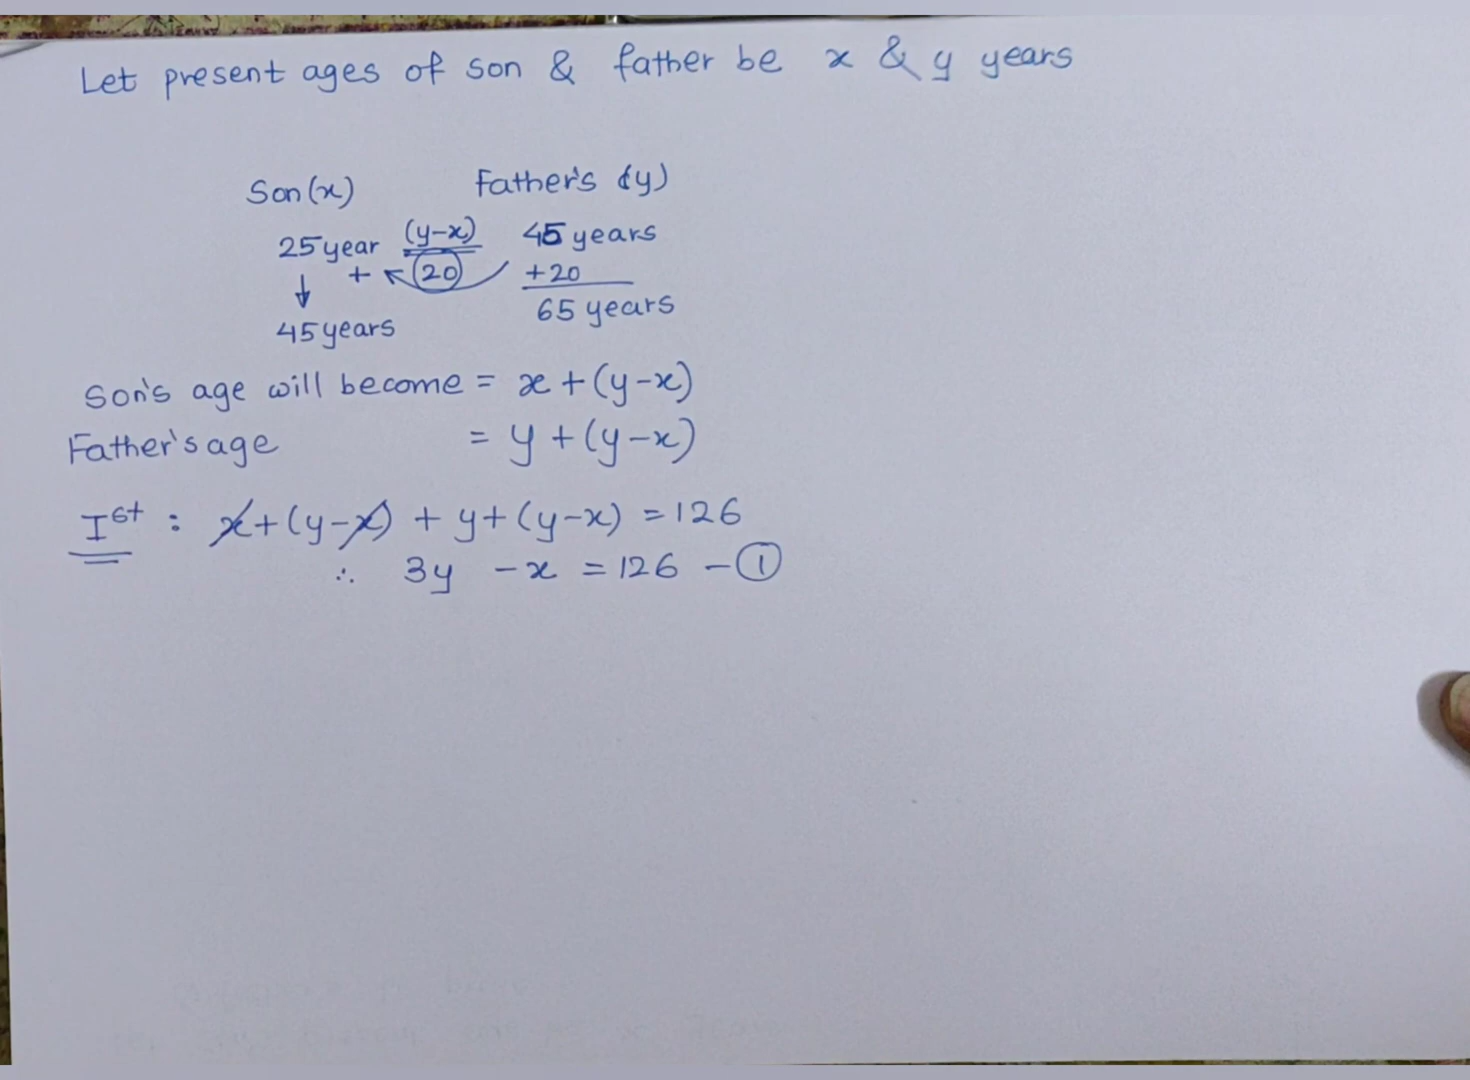 Let present ages of son & father be x & y years
Son(x) Father's (y)
25 year (y-x) 45 years
+ 20 +20
↓ 65 years
45 years
Son's age will become = x + (y-x)
Father's age = y + (y-x)
Ist : x + (y-x) + y + (y-x) = 126
∴ 3y - x = 126 - ①